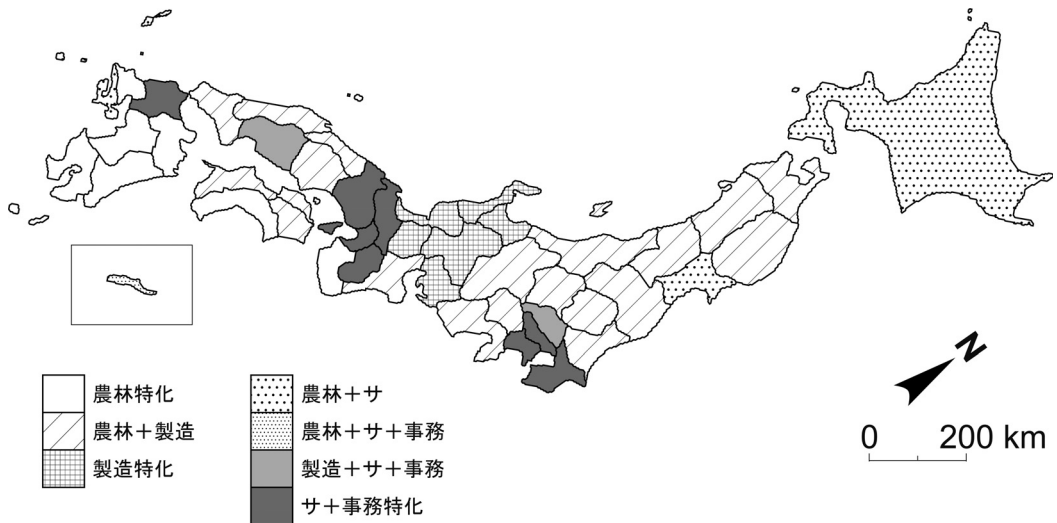 N
0 200 km
農林特化
農林＋製造
製造特化
農林＋サ
農林＋サ＋事務
製造＋サ＋事務
サ＋事務特化